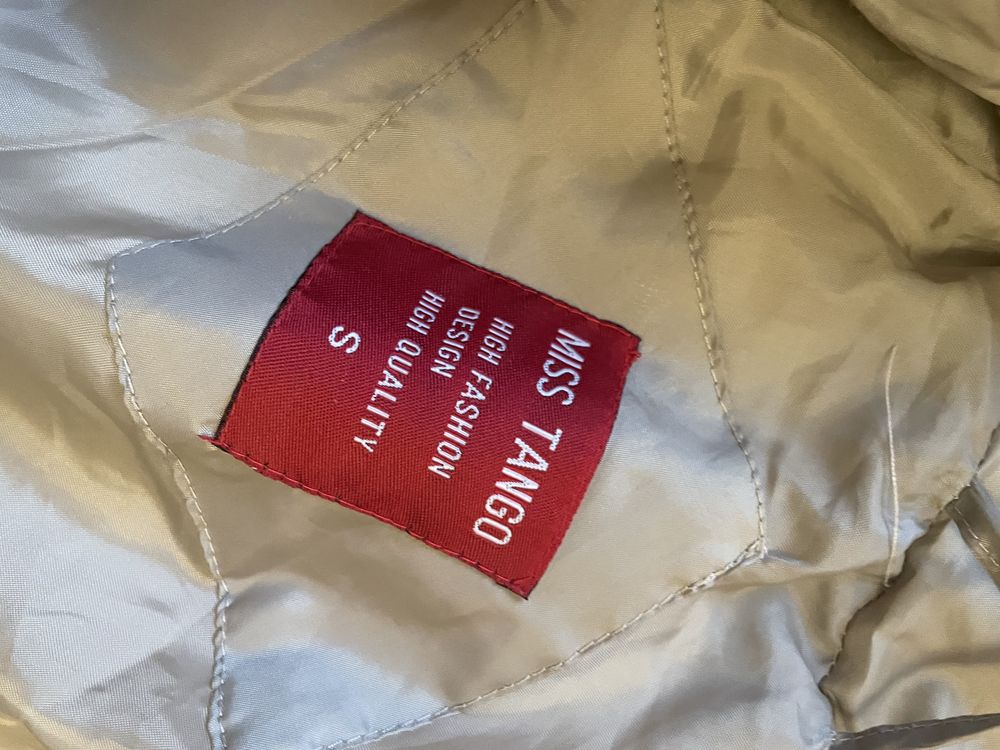 MISS TANGO
HIGH FASHION
DESIGN
HIGH QUALITY
S